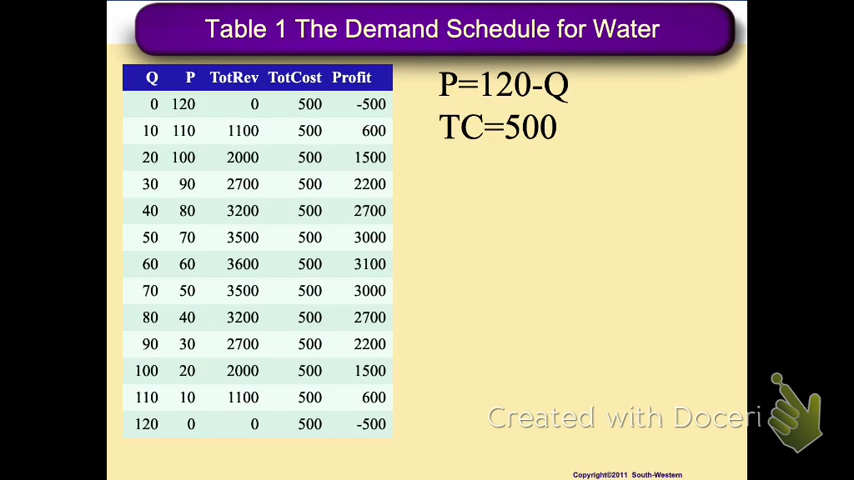 Table 1 The Demand Schedule for Water
Q P TotRev TotCost Profit
0 120 0 500 -500
10 110 1100 500 600
20 100 2000 500 1500
30 90 2700 500 2200
40 80 3200 500 2700
50 70 3500 500 3000
60 60 3600 500 3100
70 50 3500 500 3000
80 40 3200 500 2700
90 30 2700 500 2200
100 20 2000 500 1500
110 10 1100 500 600
120 0 0 500 -500
P=120-Q
TC=500
Created with Doceri
Copyright©2011 South-Western